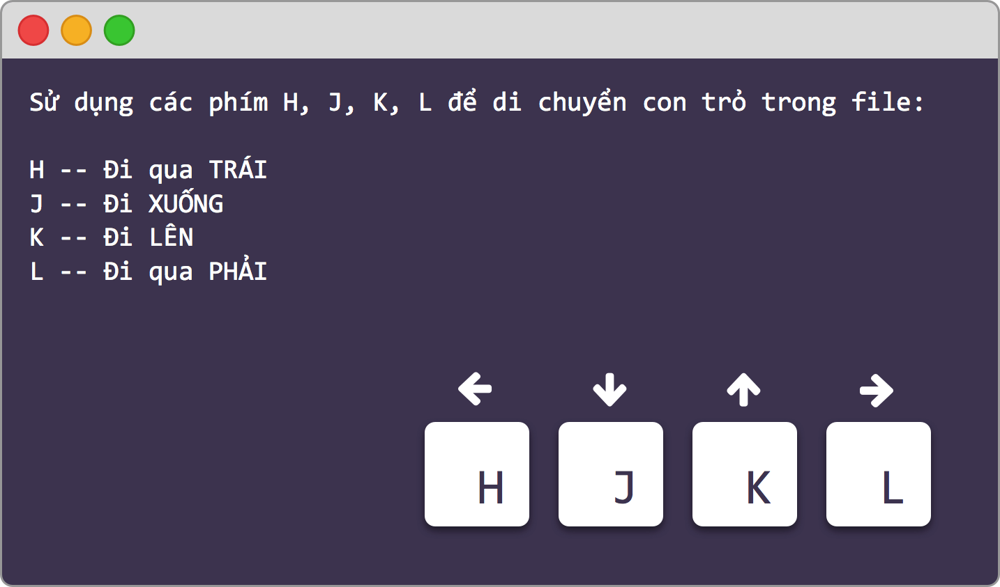 Sử dụng các phím H, J, K, L để di chuyển con trỏ trong file:
H -- Đi qua TRÁI
J -- Đi XUỐNG
K -- Đi LÊN
L -- Đi qua PHẢI
H J K L